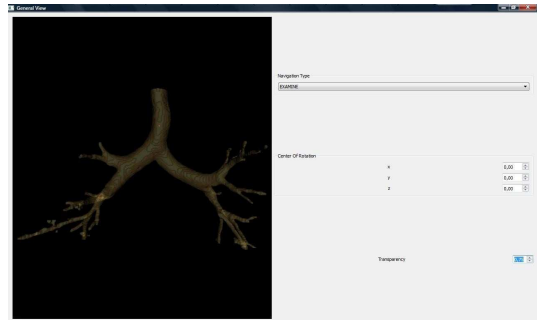 General View
Navigation Type
EXAMINE
Center Of Rotation
x 0,00
y 0,00
z 0,00
Transparency